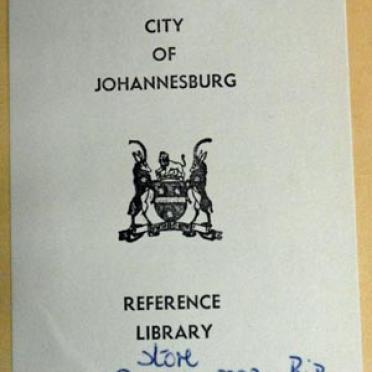 CITY
OF
JOHANNESBURG
REFERENCE
LIBRARY
store